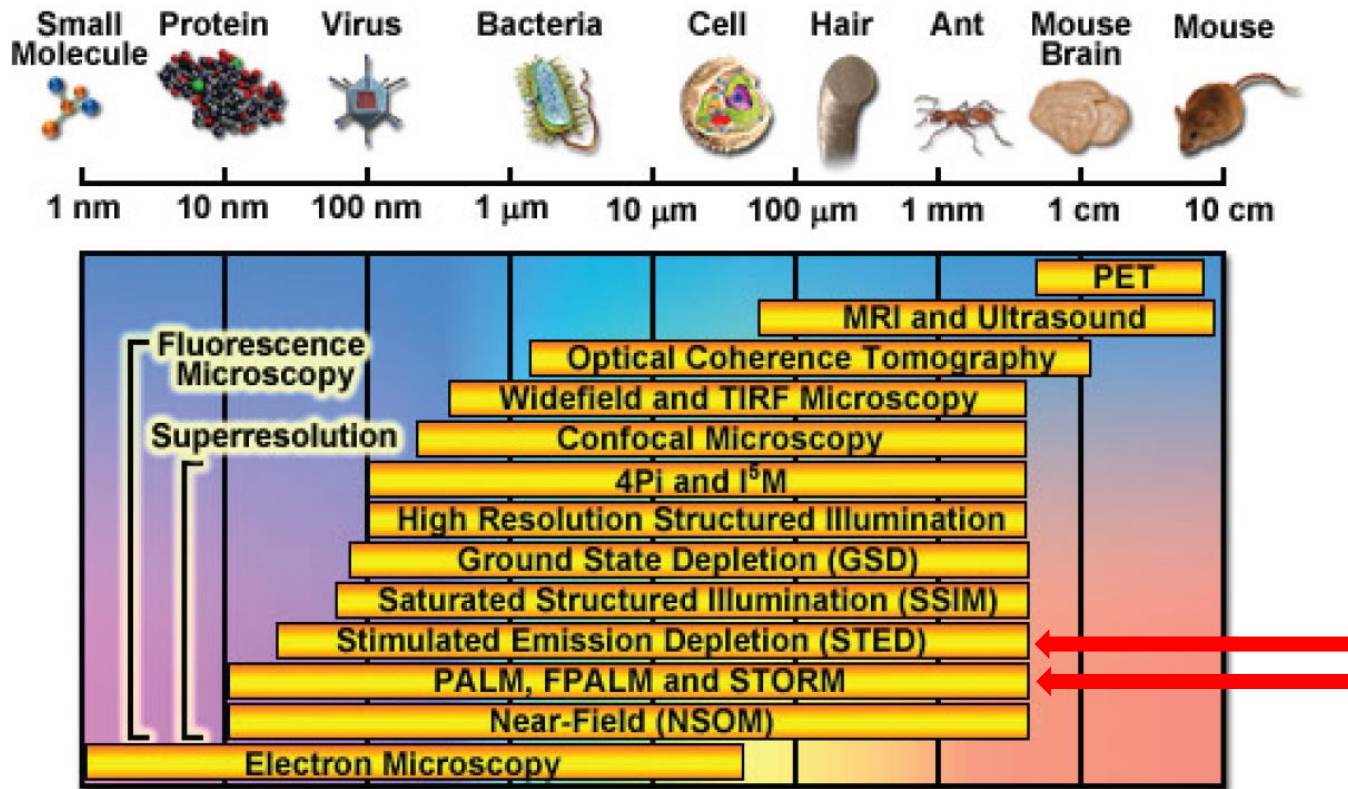 Small Molecule
Protein
Virus
Bacteria
Cell
Hair
Ant
Mouse Brain
Mouse
1 nm
10 nm
100 nm
1 μm
10 μm
100 μm
1 mm
1 cm
10 cm
PET
MRI and Ultrasound
Fluorescence
Microscopy
Optical Coherence Tomography
Widefield and TIRF Microscopy
Superresolution
Confocal Microscopy
4Pi and I⁵M
High Resolution Structured Illumination
Ground State Depletion (GSD)
Saturated Structured Illumination (SSIM)
Stimulated Emission Depletion (STED)
PALM, FPALM and STORM
Near-Field (NSOM)
Electron Microscopy